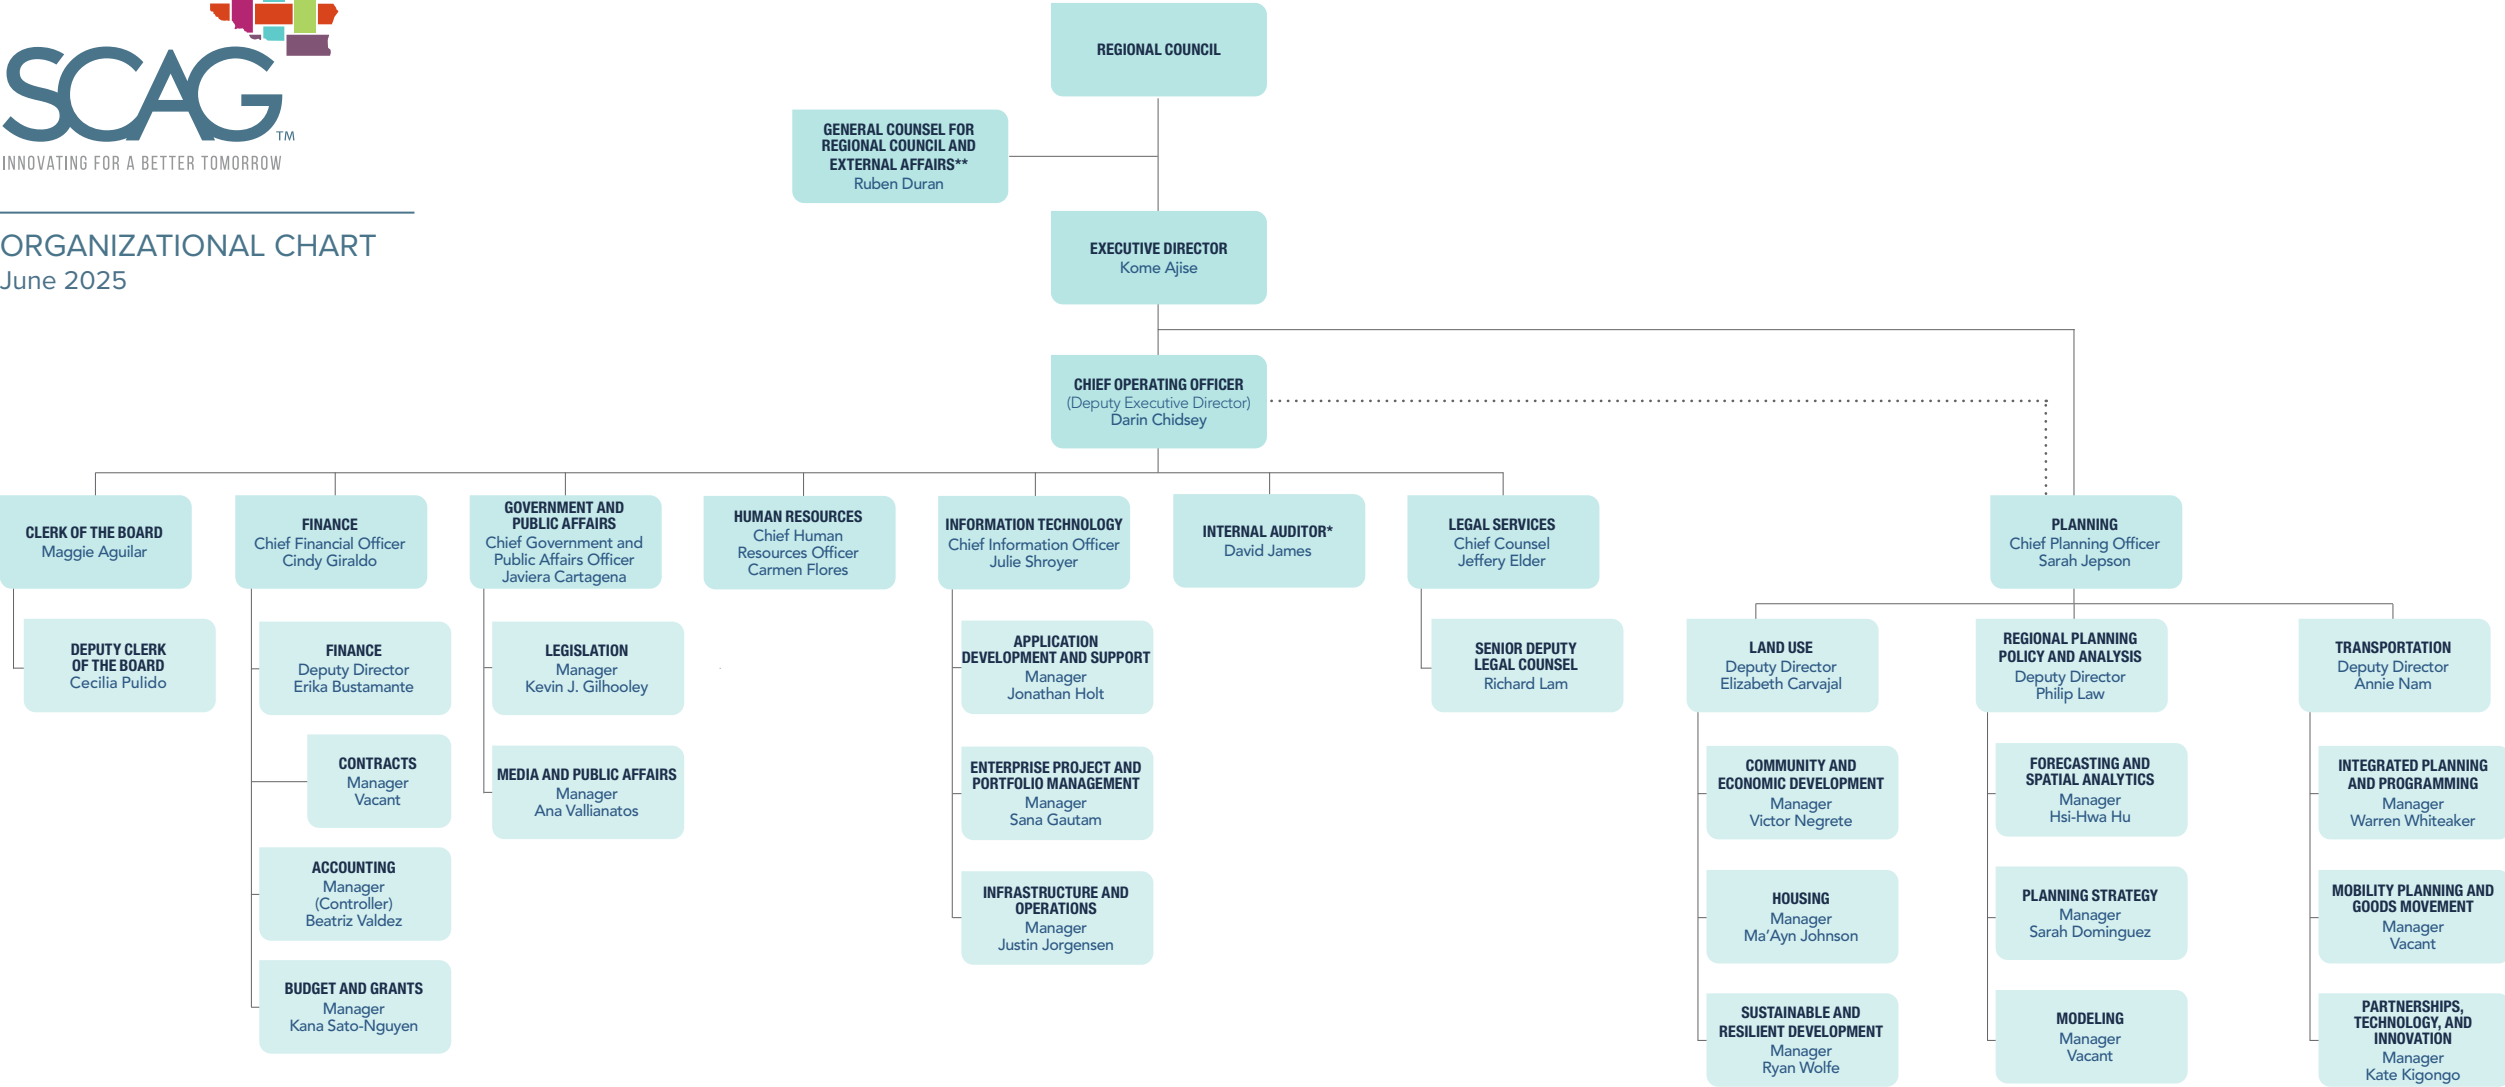 SCAG™
INNOVATING FOR A BETTER TOMORROW
ORGANIZATIONAL CHART
June 2025
REGIONAL COUNCIL
GENERAL COUNSEL FOR
REGIONAL COUNCIL AND
EXTERNAL AFFAIRS**
Ruben Duran
EXECUTIVE DIRECTOR
Kome Ajise
CHIEF OPERATING OFFICER
(Deputy Executive Director)
Darin Chidsey
CLERK OF THE BOARD
Maggie Aguilar
DEPUTY CLERK
OF THE BOARD
Cecilia Pulido
FINANCE
Chief Financial Officer
Cindy Giraldo
FINANCE
Deputy Director
Erika Bustamante
CONTRACTS
Manager
Vacant
ACCOUNTING
Manager
(Controller)
Beatriz Valdez
BUDGET AND GRANTS
Manager
Kana Sato-Nguyen
GOVERNMENT AND
PUBLIC AFFAIRS
Chief Government and
Public Affairs Officer
Javiera Cartagena
LEGISLATION
Manager
Kevin J. Gilhooley
MEDIA AND PUBLIC AFFAIRS
Manager
Ana Vallianatos
HUMAN RESOURCES
Chief Human
Resources Officer
Carmen Flores
INFORMATION TECHNOLOGY
Chief Information Officer
Julie Shroyer
APPLICATION
DEVELOPMENT AND SUPPORT
Manager
Jonathan Holt
ENTERPRISE PROJECT AND
PORTFOLIO MANAGEMENT
Manager
Sana Gautam
INFRASTRUCTURE AND
OPERATIONS
Manager
Justin Jorgensen
INTERNAL AUDITOR*
David James
LEGAL SERVICES
Chief Counsel
Jeffery Elder
SENIOR DEPUTY
LEGAL COUNSEL
Richard Lam
PLANNING
Chief Planning Officer
Sarah Jepson
LAND USE
Deputy Director
Elizabeth Carvajal
COMMUNITY AND
ECONOMIC DEVELOPMENT
Manager
Victor Negrete
HOUSING
Manager
Ma'Ayn Johnson
SUSTAINABLE AND
RESILIENT DEVELOPMENT
Manager
Ryan Wolfe
REGIONAL PLANNING
POLICY AND ANALYSIS
Deputy Director
Philip Law
FORECASTING AND
SPATIAL ANALYTICS
Manager
Hsi-Hwa Hu
PLANNING STRATEGY
Manager
Sarah Dominguez
MODELING
Manager
Vacant
TRANSPORTATION
Deputy Director
Annie Nam
INTEGRATED PLANNING
AND PROGRAMMING
Manager
Warren Whiteaker
MOBILITY PLANNING AND
GOODS MOVEMENT
Manager
Vacant
PARTNERSHIPS,
TECHNOLOGY, AND
INNOVATION
Manager
Kate Kigongo